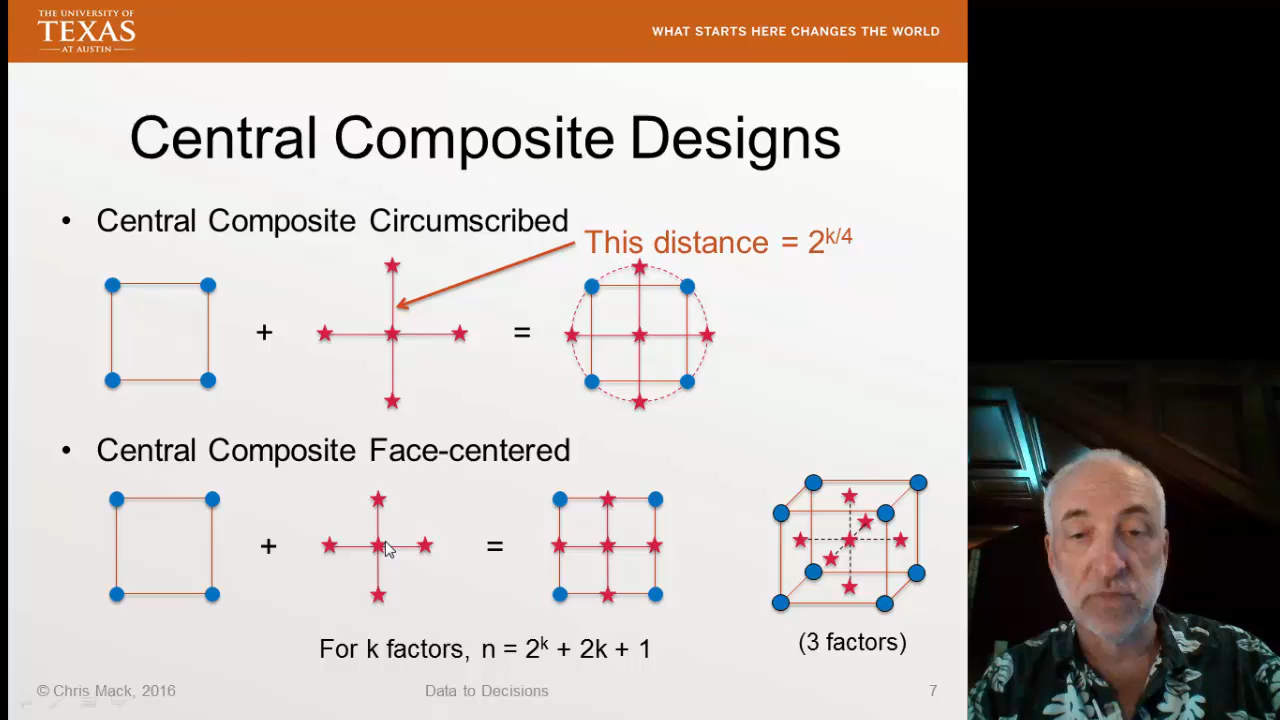 THE UNIVERSITY OF
TEXAS
AT AUSTIN
WHAT STARTS HERE CHANGES THE WORLD
Central Composite Designs
• Central Composite Circumscribed
This distance = 2^k/4
+
=
• Central Composite Face-centered
+
=
For k factors, n = 2^k + 2k + 1
(3 factors)
© Chris Mack, 2016
Data to Decisions
7